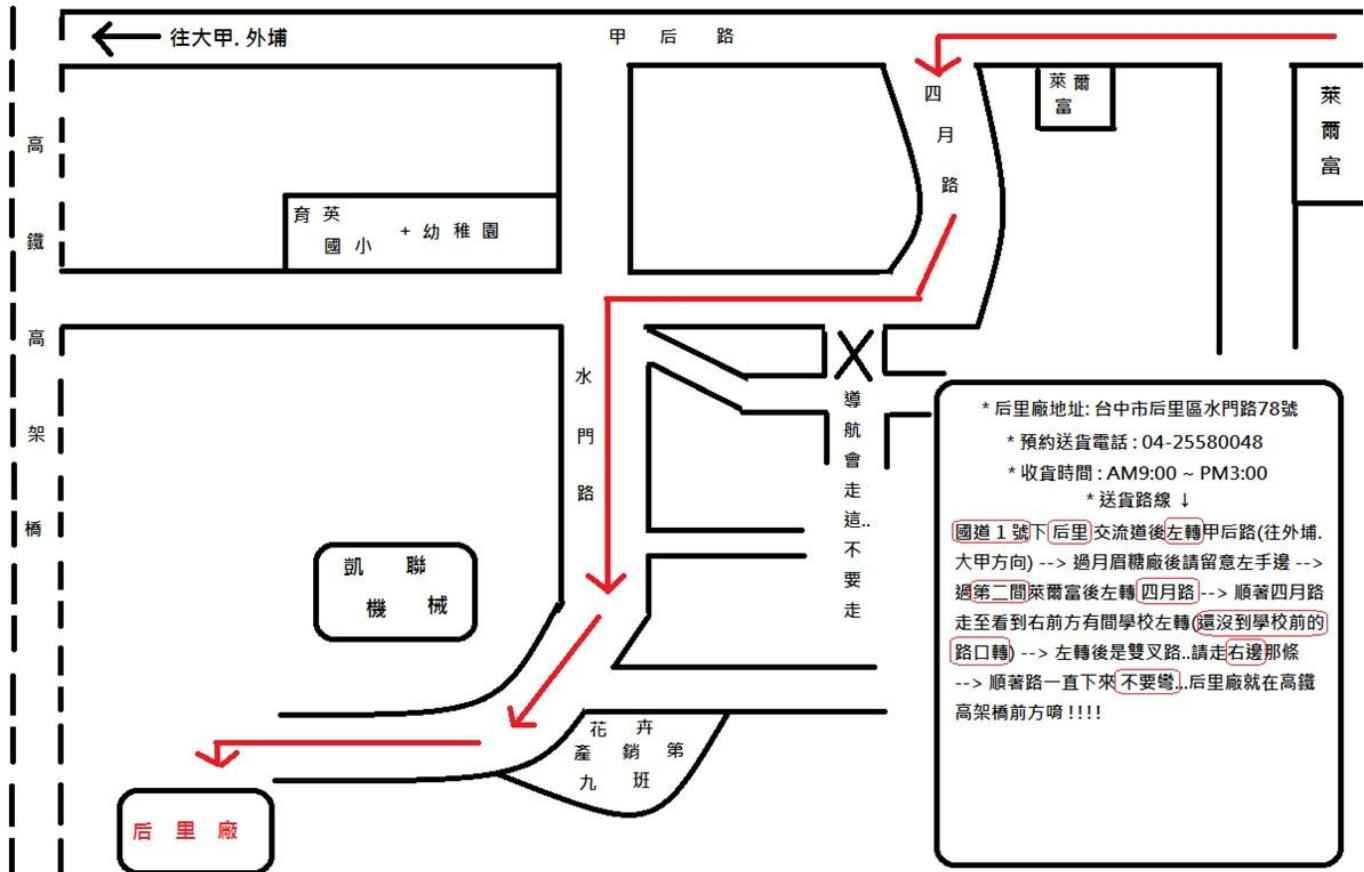 往大甲. 外埔
甲后路
四月路
萊爾富
萊爾富
高鐵高架橋
育英
國小
+ 幼稚園
水門路
導航會走這..不要走
凱聯
機械
花卉
產銷第
九班
后里廠
* 后里廠地址: 台中市后里區水門路78號
* 預約送貨電話 : 04-25580048
* 收貨時間 : AM9:00 ~ PM3:00
* 送貨路線 ↓
國道 1 號下后里交流道後左轉甲后路(往外埔.
大甲方向) --> 過月眉糖廠後請留意左手邊 -->
過第二間萊爾富後左轉四月路 --> 順著四月路
走至看到右前方有間學校左轉(還沒到學校前的
路口轉) --> 左轉後是雙叉路..請走右邊那條
--> 順著路一直下來不要彎...后里廠就在高鐵
高架橋前方唷 !!!!